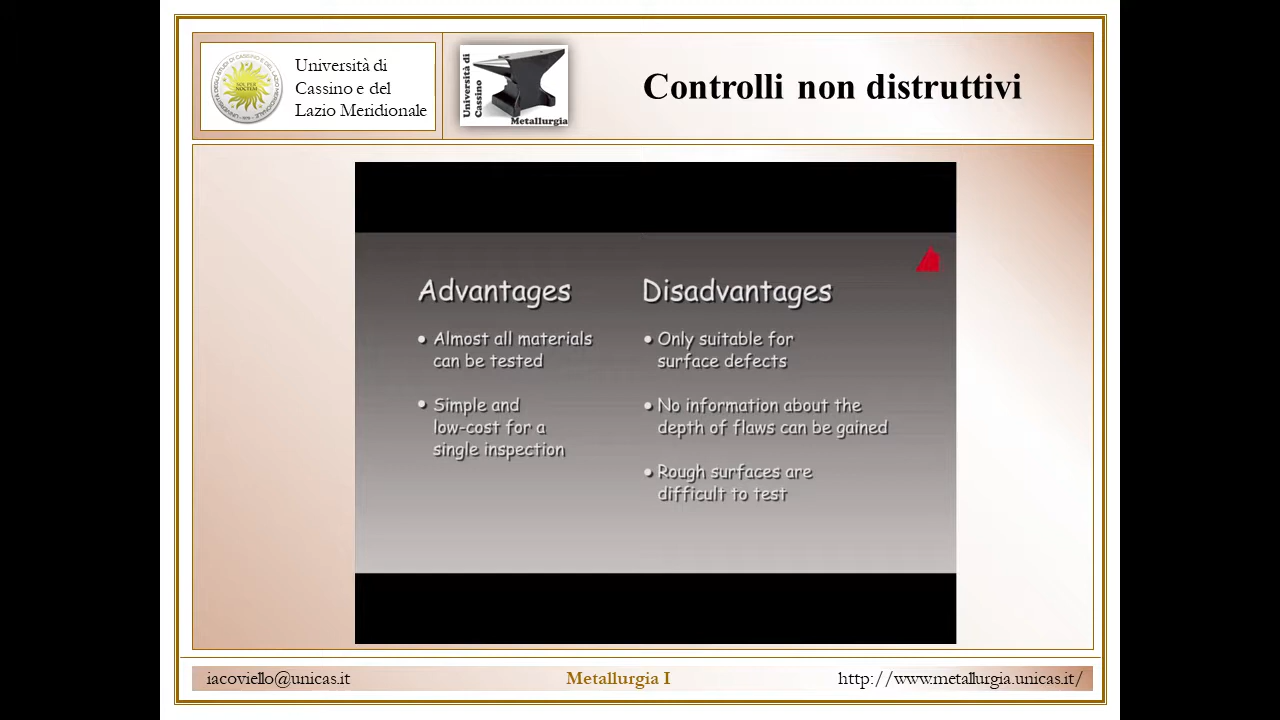 Università di
Cassino e del
Lazio Meridionale
Università di
Cassino
Metallurgia
Controlli non distruttivi
Advantages
Disadvantages
• Almost all materials
can be tested
• Simple and
low-cost for a
single inspection
• Only suitable for
surface defects
• No information about the
depth of flaws can be gained
• Rough surfaces are
difficult to test
iacoviello@unicas.it
Metallurgia I
http://www.metallurgia.unicas.it/